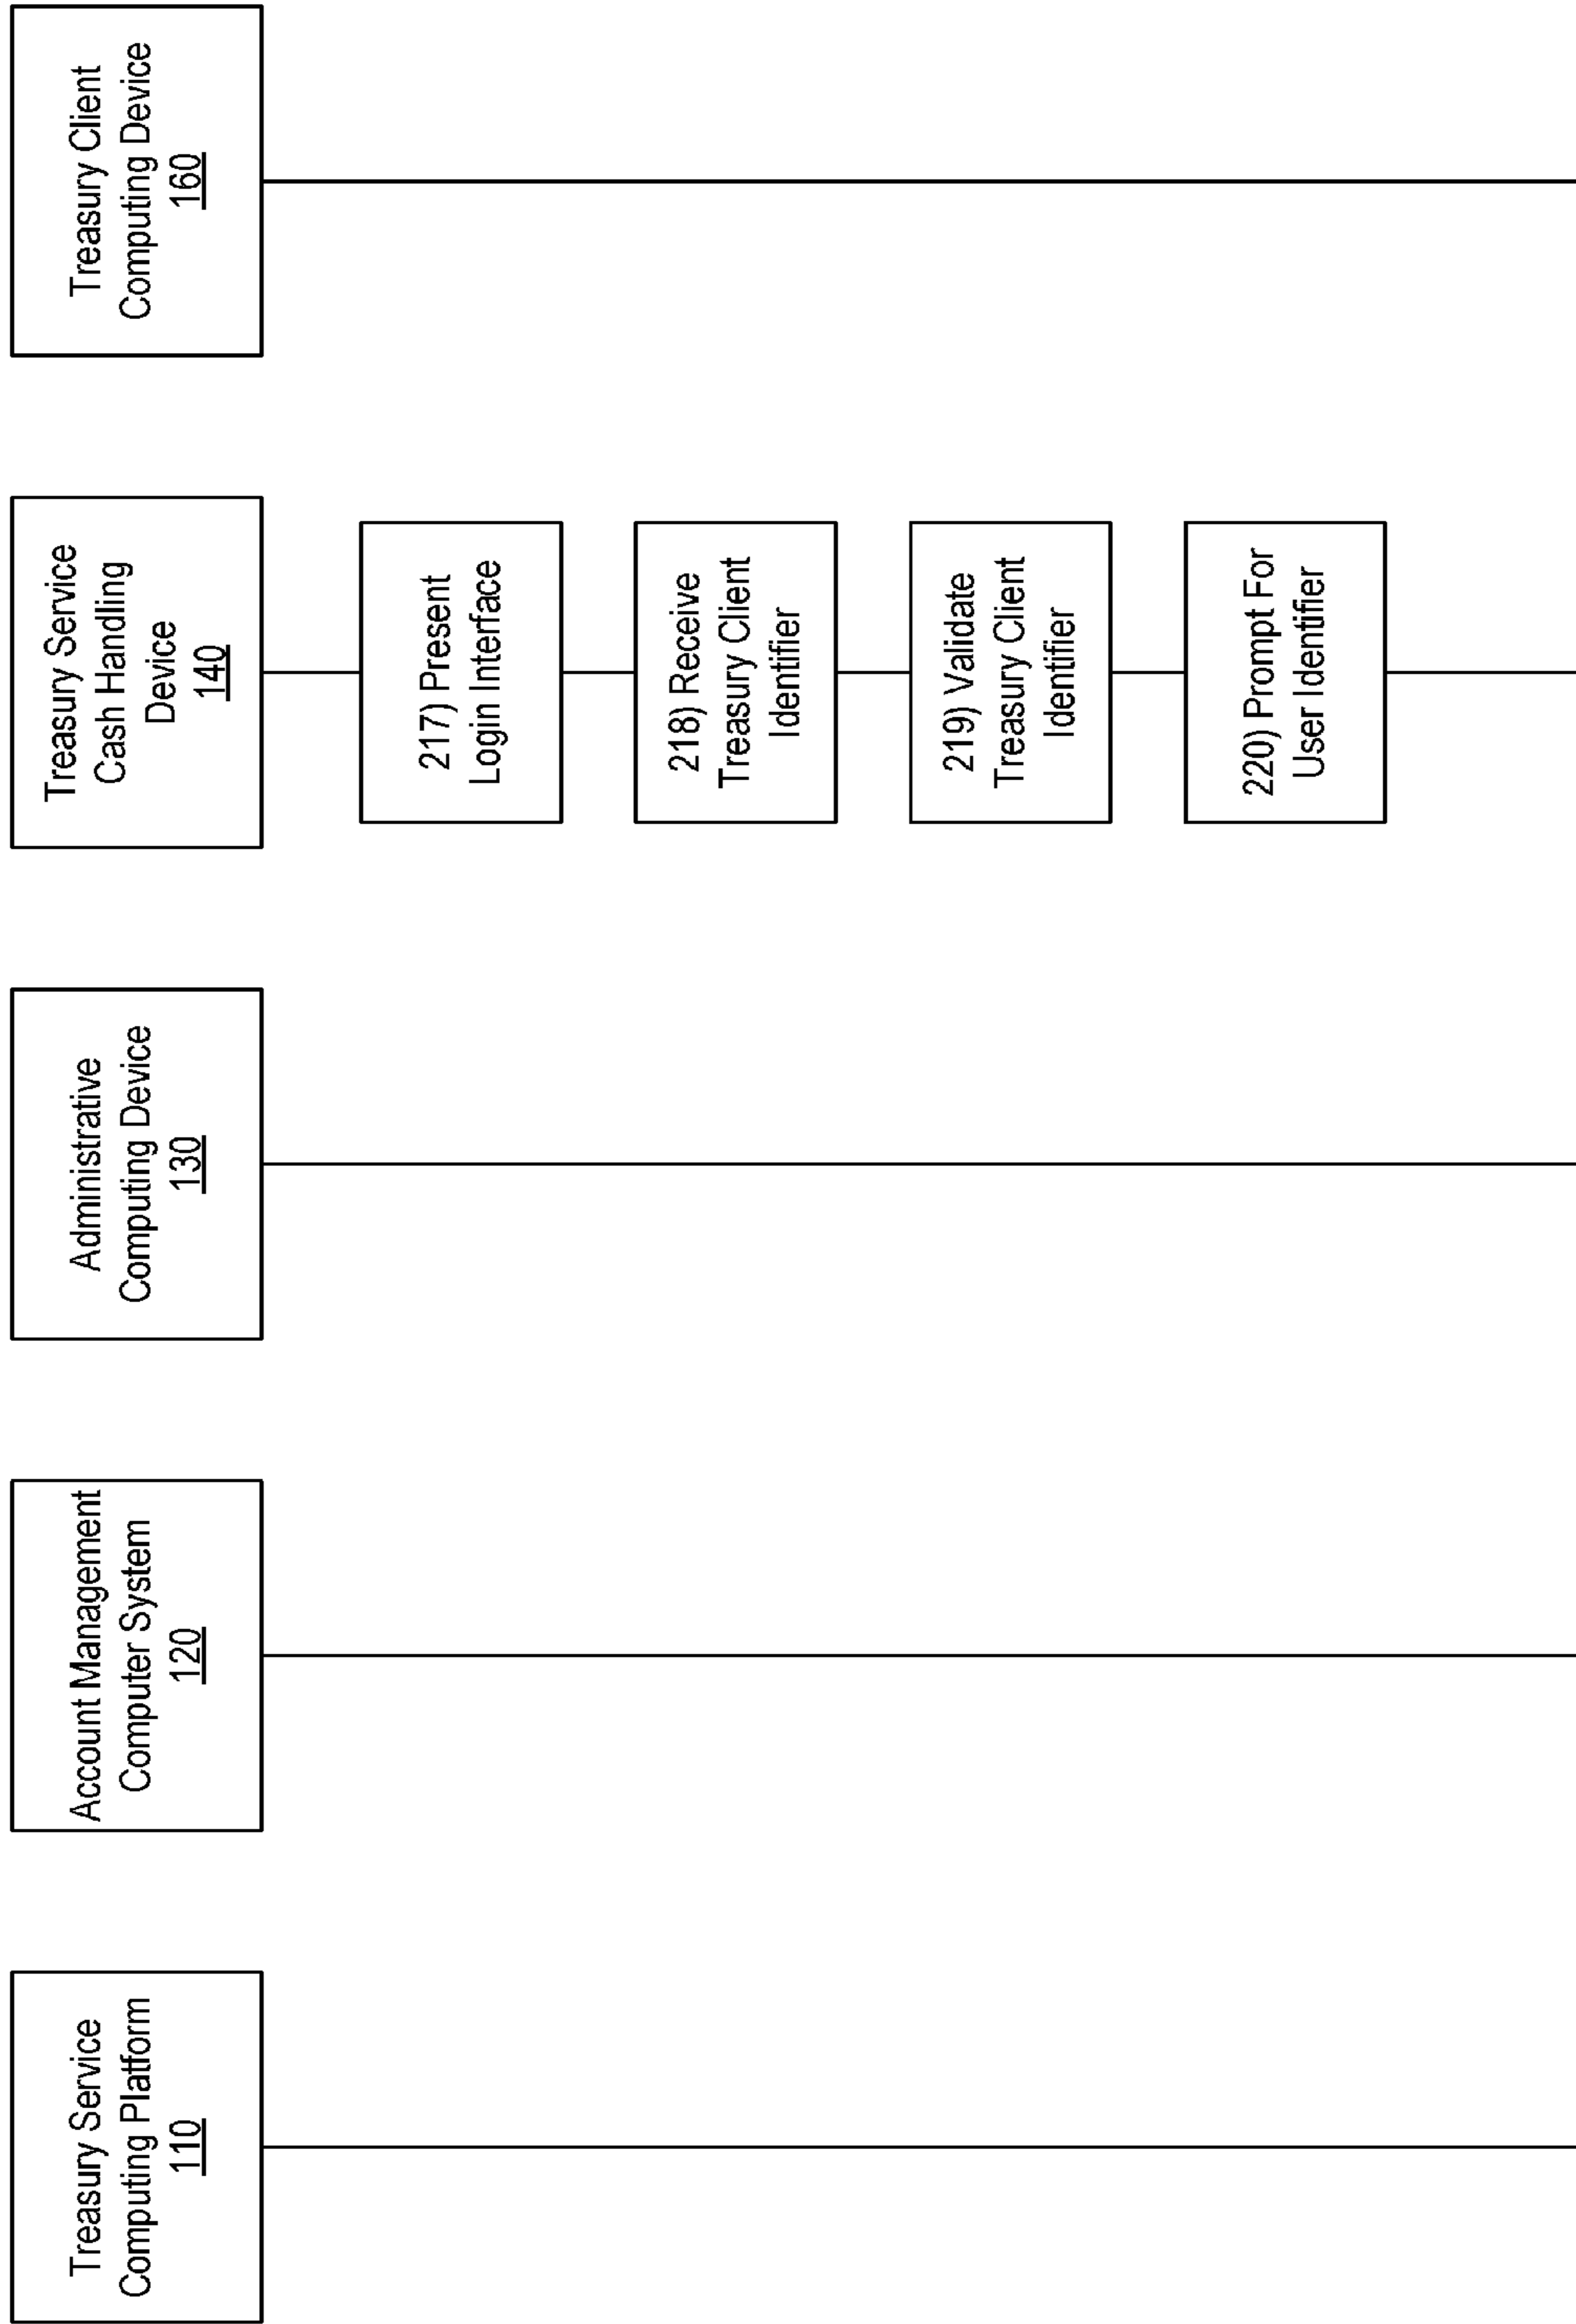 Treasury Service
Computing Platform
110
Account Management
Computer System
120
Administrative
Computing Device
130
Treasury Service
Cash Handling
Device
140
Treasury Client
Computing Device
160
217) Present
Login Interface
218) Receive
Treasury Client
Identifier
219) Validate
Treasury Client
Identifier
220) Prompt For
User Identifier